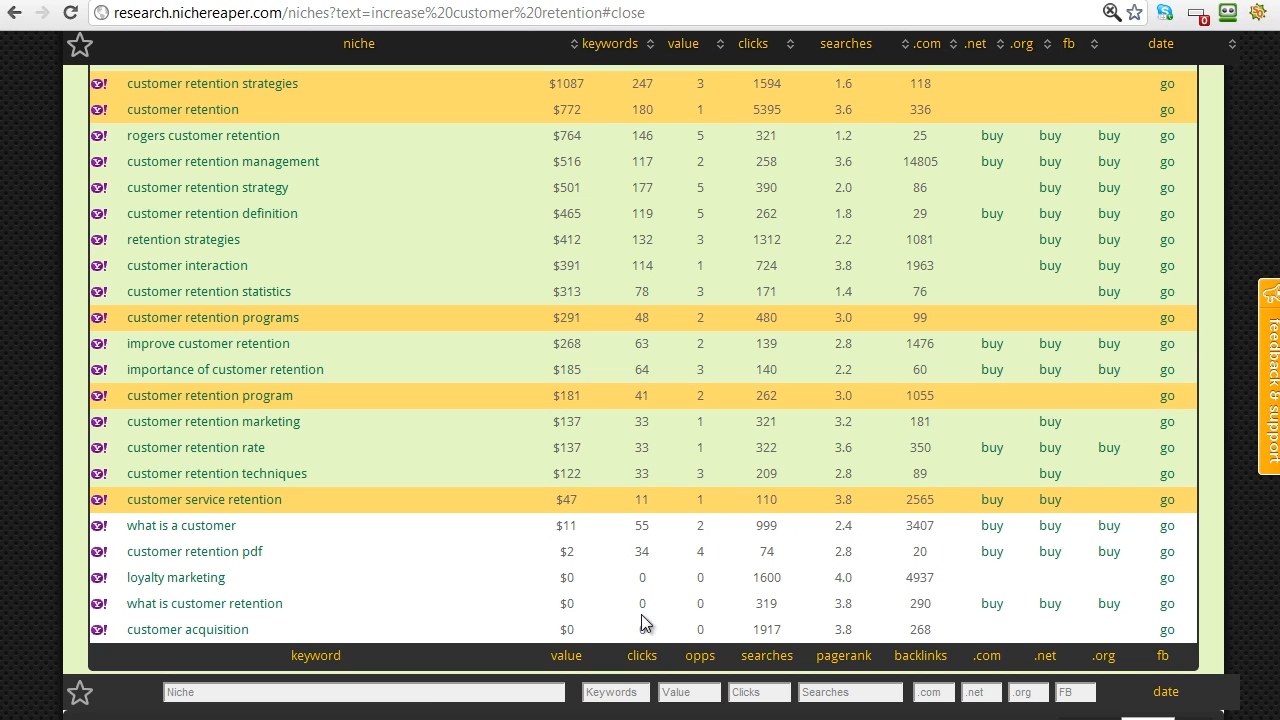 research.nichereaper.com/niches?text=increase%20customer%20retention#close
0
niche keywords value clicks searches .com .net .org fb date
Y! customer retention strategies $1087 247 3 1594 1.6 118 go
Y! customer retention $772 180 1 5395 3.6 336 go
Y! rogers customer retention $764 146 5 321 1.2 25 buy buy buy go
Y! customer retention management $516 117 2 258 3.6 14805 buy buy buy go
Y! customer retention strategy $501 177 5 390 2.0 86 buy buy go
Y! customer retention definition $465 119 5 262 1.8 29 buy buy buy go
Y! retention strategies $412 132 3 1312 2.2 1081 buy buy go
Y! customer interaction $391 114 1 724 3.8 1963 buy buy go
Y! customer retention statistics $313 78 3 171 1.4 76 buy go
Y! customer retention programs $291 48 2 480 3.0 99 go
Y! improve customer retention $268 63 2 139 2.8 1476 buy buy buy go
Y! importance of customer retention $185 64 3 140 2.2 60 buy buy buy go
Y! customer retention program $181 41 2 262 3.0 1055 go
Y! customer retention marketing $137 33 1 321 3.2 181 buy go
Y! customer retention rate $137 33 1 322 3.6 350 buy buy buy go
Y! customer retention techniques $122 33 3 209 2.8 89 buy go
Y! customer service retention $47 11 1 110 3.8 2565 buy buy go
Y! what is a customer $11 55 2 999 2.4 3407 buy buy buy go
Y! customer retention pdf $2 34 4 74 2.8 20 buy buy buy go
Y! loyalty marketing $0 0 0 1600 4.0 4937 go
Y! what is customer retention $0 0 0 319 3.8 290 buy buy buy go
Y! customer acquisition $0 0 1917 3.8 268 go
keyword value clicks opps searches pagerank backlinks .com .net .org fb
Niche Keywords Value Clicks Searches .com .net .org FB date
feedback & support